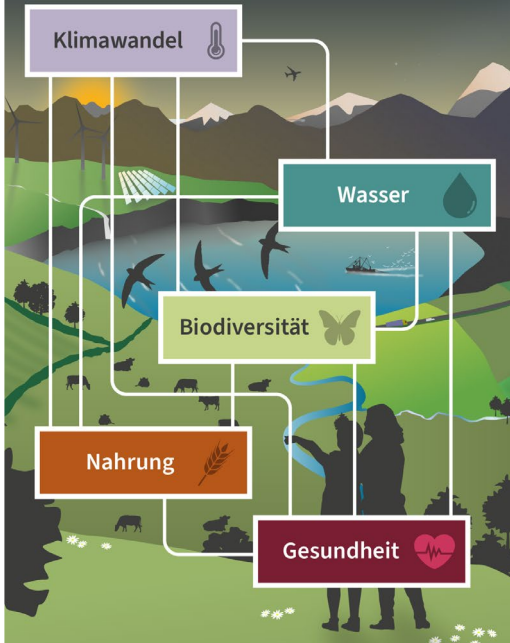 Klimawandel
Wasser
Biodiversität
Nahrung
Gesundheit